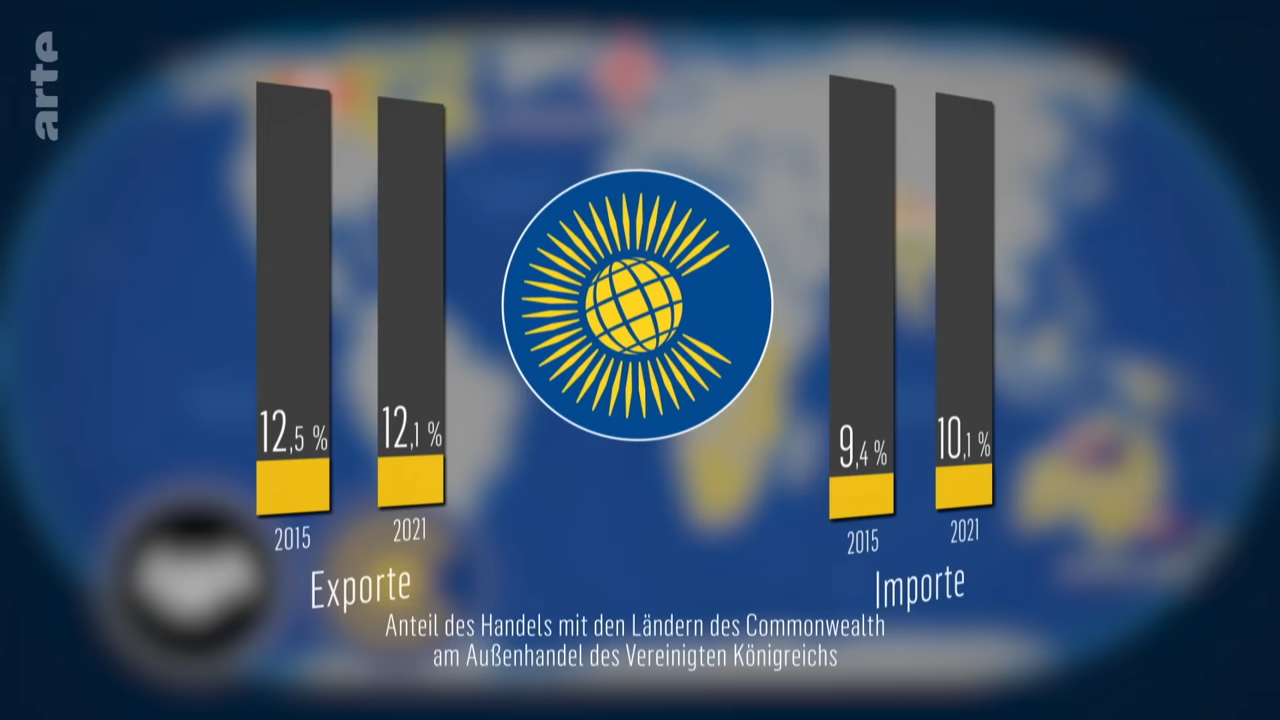 arte
12,5 %
12,1 %
9,4 %
10,1 %
2015
2021
2015
2021
Exporte
Importe
Anteil des Handels mit den Ländern des Commonwealth
am Außenhandel des Vereinigten Königreichs